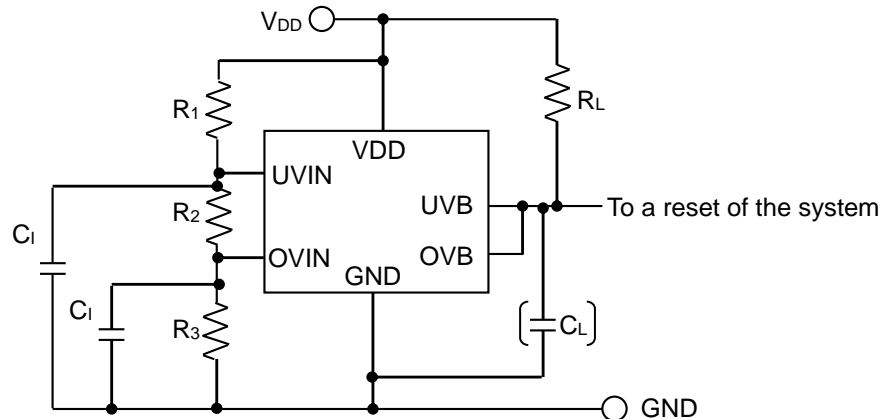 VDD
R1
RL
VDD
UVIN
R2
UVB
To a reset of the system
CI
OVIN
OVB
GND
CI
R3
CL
GND